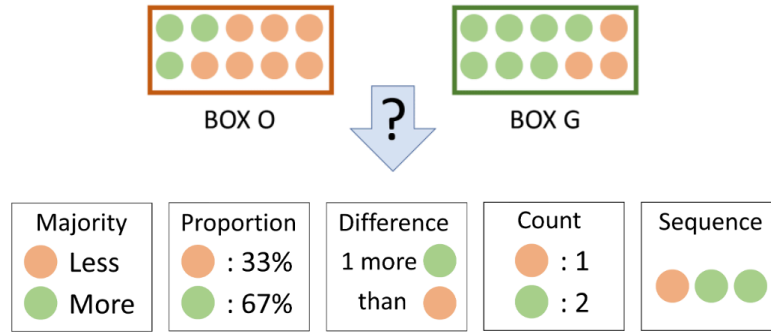 BOX O
BOX G
?
Majority
Less
More
Proportion
: 33%
: 67%
Difference
1 more
than
Count
: 1
: 2
Sequence